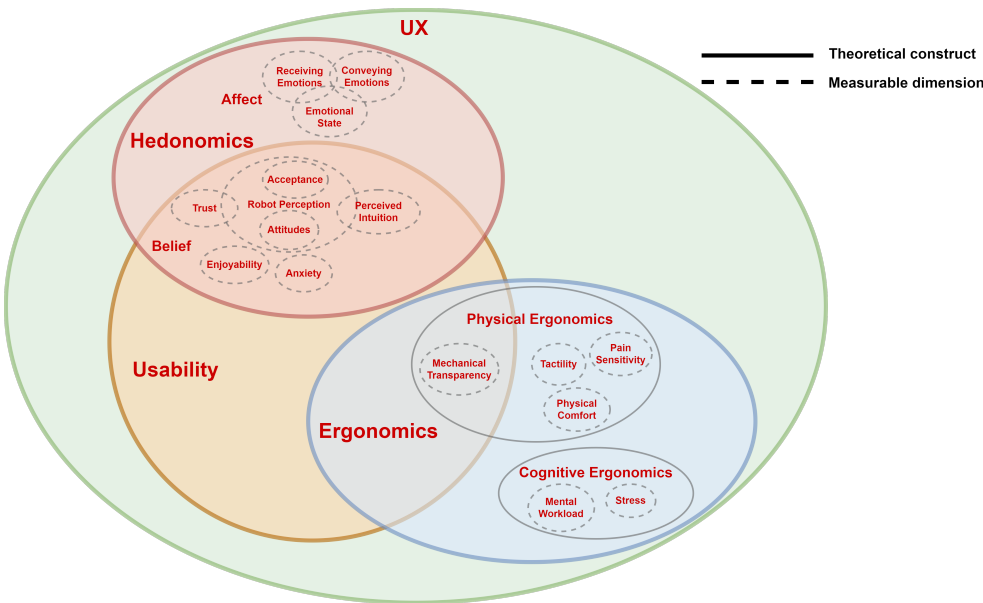 UX
Theoretical construct
Measurable dimension
Receiving
Emotions
Conveying
Emotions
Affect
Emotional
State
Hedonomics
Acceptance
Trust
Robot Perception
Perceived
Intuition
Attitudes
Belief
Enjoyability
Anxiety
Physical Ergonomics
Usability
Mechanical
Transparency
Tactility
Pain
Sensitivity
Physical
Comfort
Ergonomics
Cognitive Ergonomics
Mental
Workload
Stress